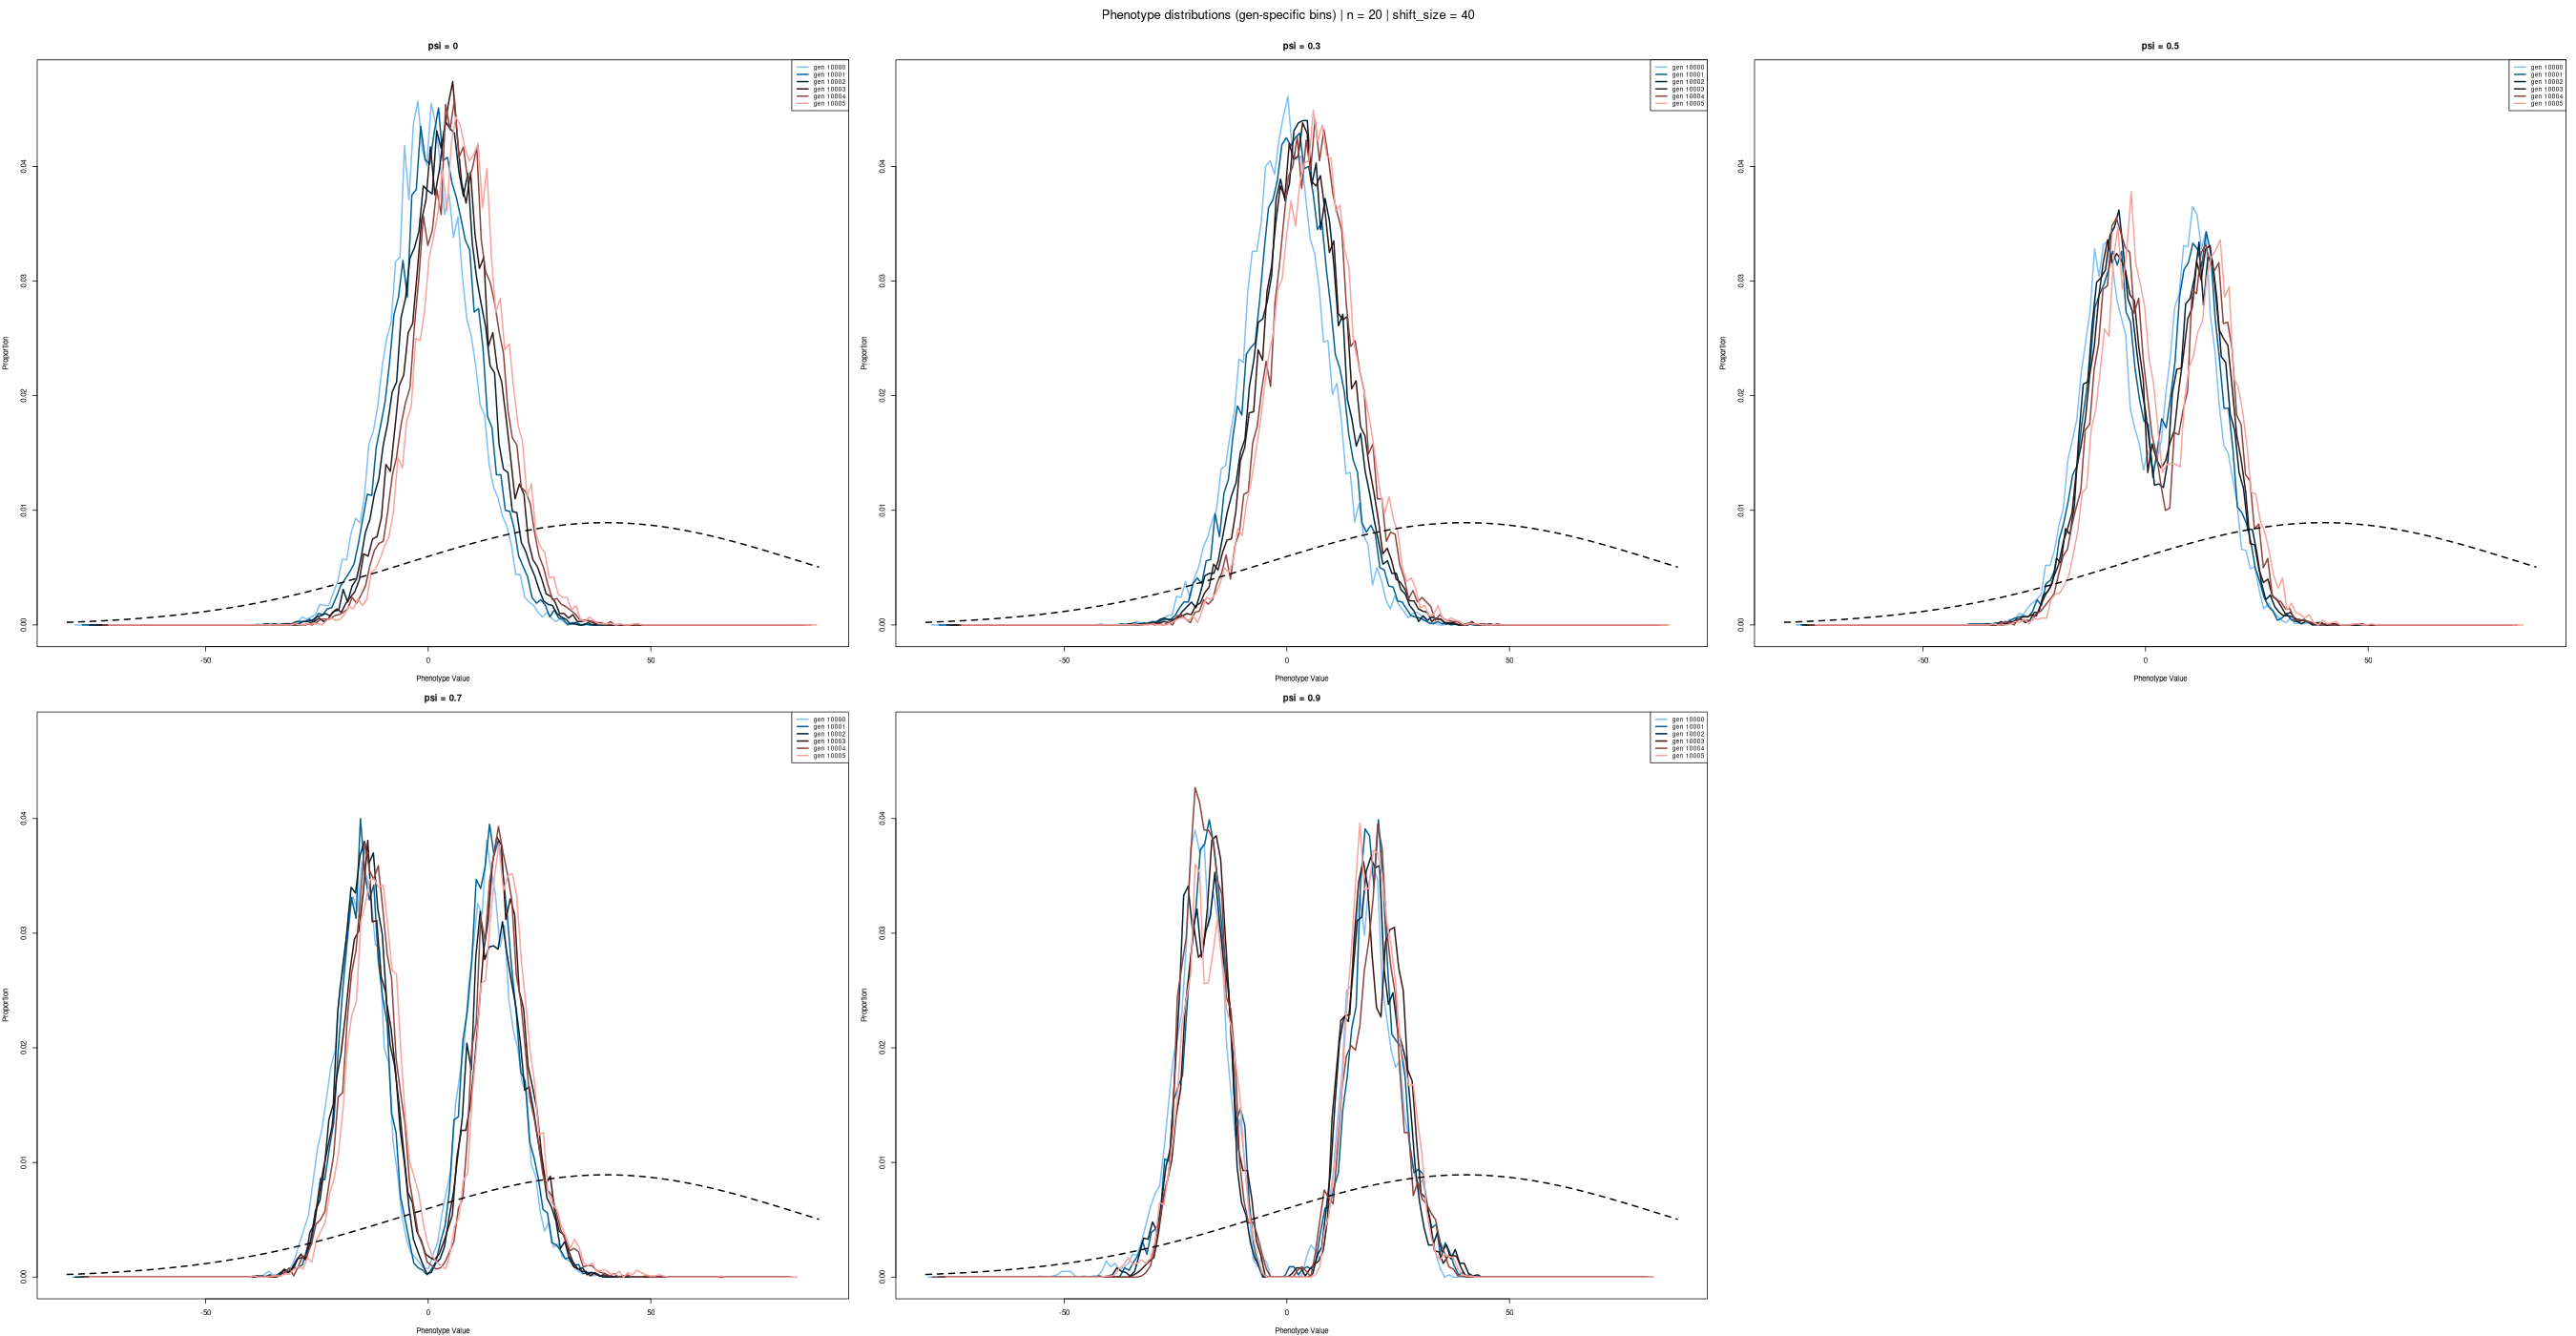 Phenotype distributions (gen-specific bins) | n = 20 | shift_size = 40
psi = 0
gen 10000
gen 10001
gen 10002
gen 10003
gen 10004
gen 10005
0.04
0.03
0.02
0.01
0.00
Proportion
-50 0 50
Phenotype Value
psi = 0.3
gen 10000
gen 10001
gen 10002
gen 10003
gen 10004
gen 10005
0.04
0.03
0.02
0.01
0.00
Proportion
-50 0 50
Phenotype Value
psi = 0.5
gen 10000
gen 10001
gen 10002
gen 10003
gen 10004
gen 10005
0.04
0.03
0.02
0.01
0.00
Proportion
-50 0 50
Phenotype Value
psi = 0.7
gen 10000
gen 10001
gen 10002
gen 10003
gen 10004
gen 10005
0.04
0.03
0.02
0.01
0.00
Proportion
-50 0 50
Phenotype Value
psi = 0.9
gen 10000
gen 10001
gen 10002
gen 10003
gen 10004
gen 10005
0.04
0.03
0.02
0.01
0.00
Proportion
-50 0 50
Phenotype Value